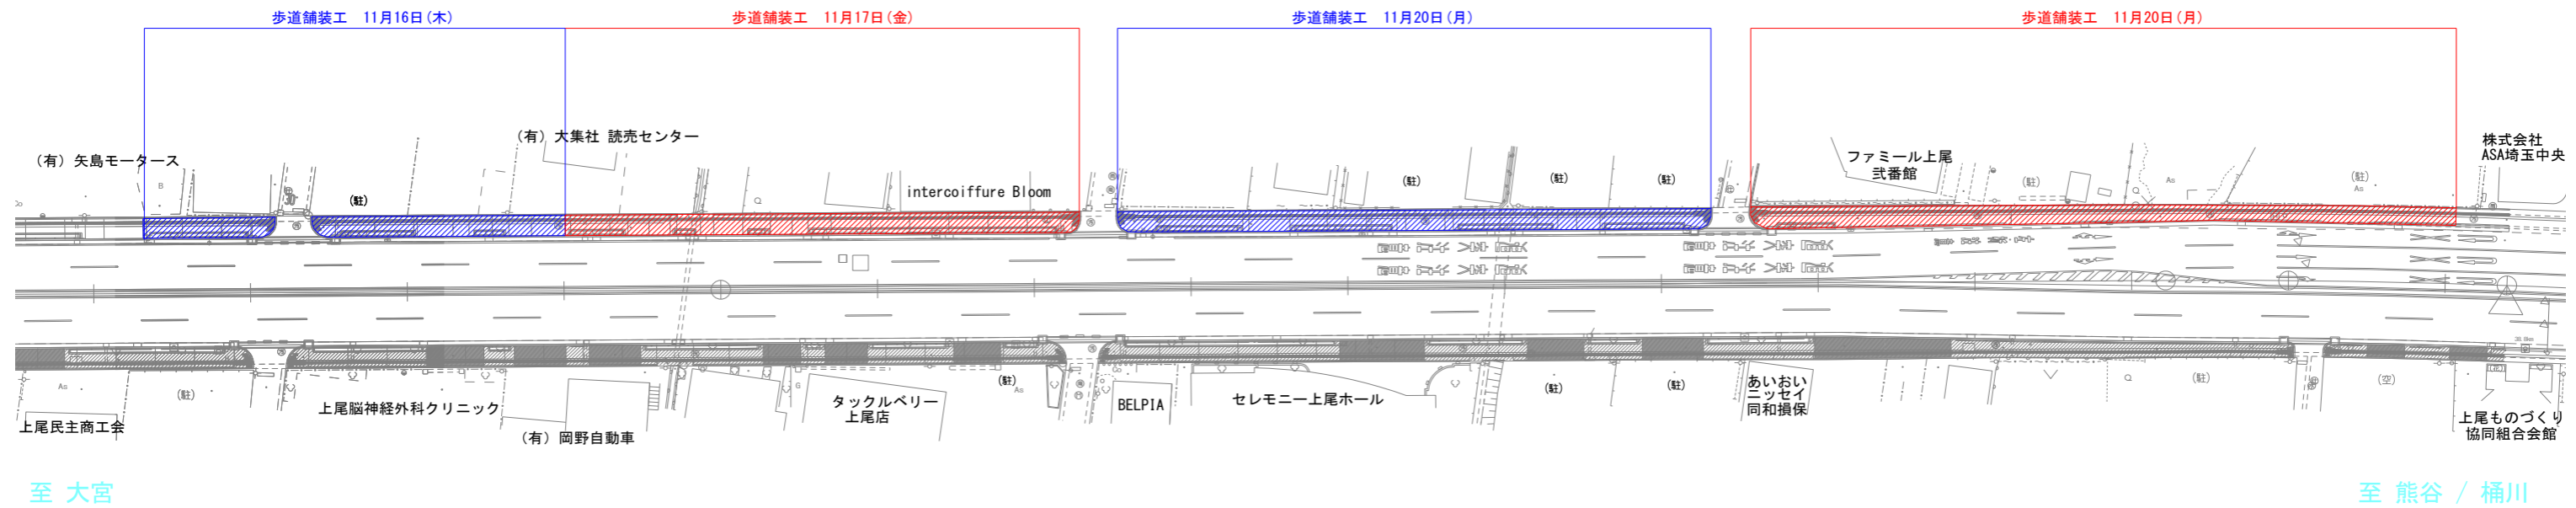 歩道舗装工 11月16日(木)
歩道舗装工 11月17日(金)
歩道舗装工 11月20日(月)
歩道舗装工 11月20日(月)
(有) 矢島モータース
(有) 大集社 読売センター
intercoiffure Bloom
ファミール上尾
弐番館
株式会社
ASA埼玉中央
(駐)
(駐)
(駐)
(駐)
(駐)
(駐)
As
As
B
(駐)
(駐)
(駐)
(駐)
(駐)
(空)
As
As
上尾民主商工会
上尾脳神経外科クリニック
(有) 岡野自動車
タックルベリー
上尾店
BELPIA
セレモニー上尾ホール
あいおい
ニッセイ
同和損保
上尾ものづくり
協同組合会館
至 大宮
至 熊谷 / 桶川